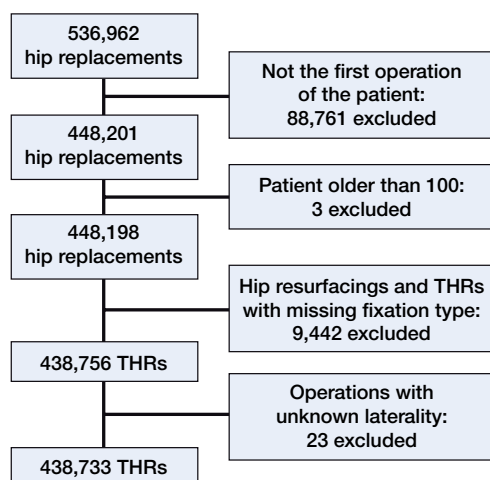 536,962
hip replacements
Not the first operation
of the patient:
88,761 excluded
448,201
hip replacements
Patient older than 100:
3 excluded
448,198
hip replacements
Hip resurfacings and THRs
with missing fixation type:
9,442 excluded
438,756 THRs
Operations with
unknown laterality:
23 excluded
438,733 THRs